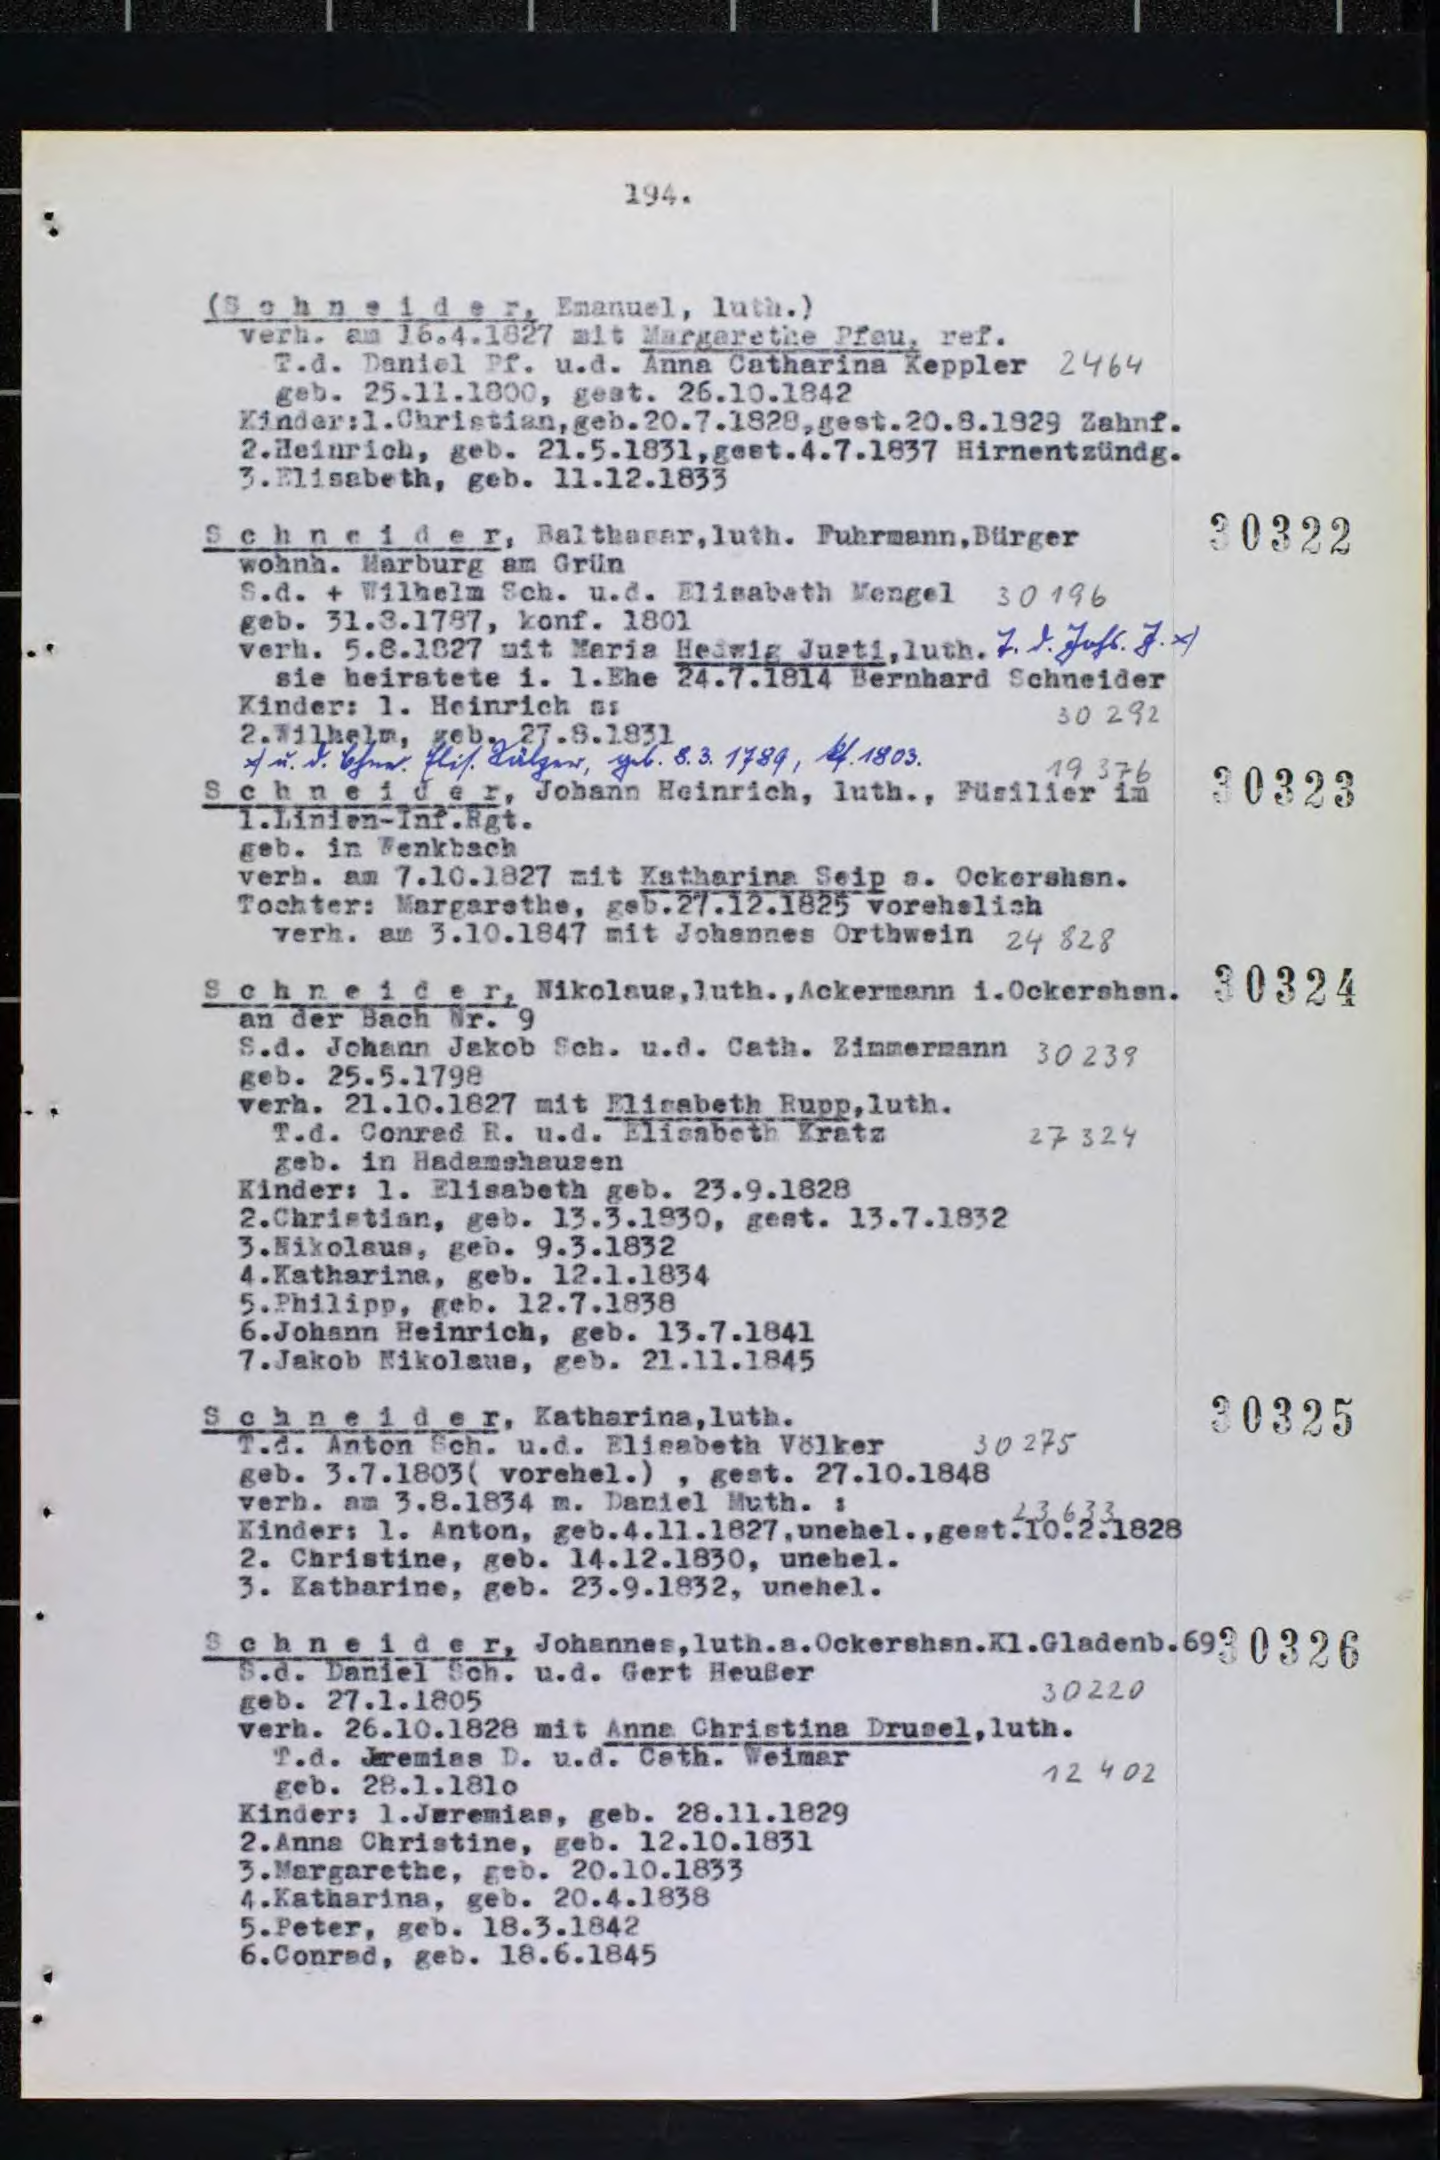 194.
(S c h n e i d e r, Emanuel, luth.)
verh. am 16.4.1827 mit Margarethe Pfau, ref.
T.d. Daniel Pf. u.d. Anna Catharina Keppler 2464
geb. 25.11.1800, gest. 26.10.1842
Kinder:1.Christian,geb.20.7.1828,gest.20.8.1829 Zahnf.
2.Heinrich, geb. 21.5.1831,gest.4.7.1837 Hirnentzündg.
3.Elisabeth, geb. 11.12.1833
S c h n e i d e r, Balthasar,luth. Fuhrmann,Bürger 30322
wohnh. Marburg am Grün
S.d. + Wilhelm Sch. u.d. Elisabeth Mengel 30196
geb. 31.8.1787, konf. 1801
verh. 5.8.1827 mit Maria Hedwig Justi,luth. T. d. Johs. J. x)
sie heiratete i. 1.Ehe 24.7.1814 Bernhard Schneider
Kinder: 1. Heinrich s: 30292
2.Wilhelm, geb. 27.8.1831
x) u. d. Elis. geb. 8.3.1789, kf. 1803. 19376
S c h n e i d e r, Johann Heinrich, luth., Füsilier im 30323
1.Linien-Inf.Rgt.
geb. in Wenkbach
verh. am 7.10.1827 mit Katharina Seip a. Ockershsn.
Tochter: Margarethe, geb.27.12.1825 vorehelich
verh. am 3.10.1847 mit Johannes Orthwein 24828
S c h n e i d e r, Nikolaus,luth.,Ackermann i.Ockershsn. 30324
an der Bach Nr. 9
S.d. Johann Jakob Sch. u.d. Cath. Zimmermann 30239
geb. 25.5.1798
verh. 21.10.1827 mit Elisabeth Rupp,luth.
T.d. Conrad R. u.d. Elisabeth Kratz 27324
geb. in Hadamshausen
Kinder: 1. Elisabeth geb. 23.9.1828
2.Christian, geb. 13.3.1830, gest. 13.7.1832
3.Nikolaus, geb. 9.3.1832
4.Katharina, geb. 12.1.1834
5.Philipp, geb. 12.7.1838
6.Johann Heinrich, geb. 13.7.1841
7.Jakob Nikolaus, geb. 21.11.1845
S c h n e i d e r, Katharina,luth. 30325
T.d. Anton Sch. u.d. Elisabeth Völker 30275
geb. 3.7.1803( vorehel.) , gest. 27.10.1848
verh. am 3.8.1834 m. Daniel Muth. : 23633
Kinder: 1. Anton, geb.4.11.1827,unehel.,gest.10.2.1828
2. Christine, geb. 14.12.1830, unehel.
3. Katharine, geb. 23.9.1832, unehel.
S c h n e i d e r, Johannes,luth.a.Ockershsn.Kl.Gladenb.69 30326
S.d. Daniel Sch. u.d. Gert Heußer
geb. 27.1.1805 30220
verh. 26.10.1828 mit Anna Christina Drusel,luth.
T.d. Jeremias D. u.d. Cath. Weimar
geb. 28.1.181o 12402
Kinder: 1.Jeremias, geb. 28.11.1829
2.Anna Christine, geb. 12.10.1831
3.Margarethe, geb. 20.10.1833
4.Katharina, geb. 20.4.1838
5.Peter, geb. 18.3.1842
6.Conrad, geb. 18.6.1845